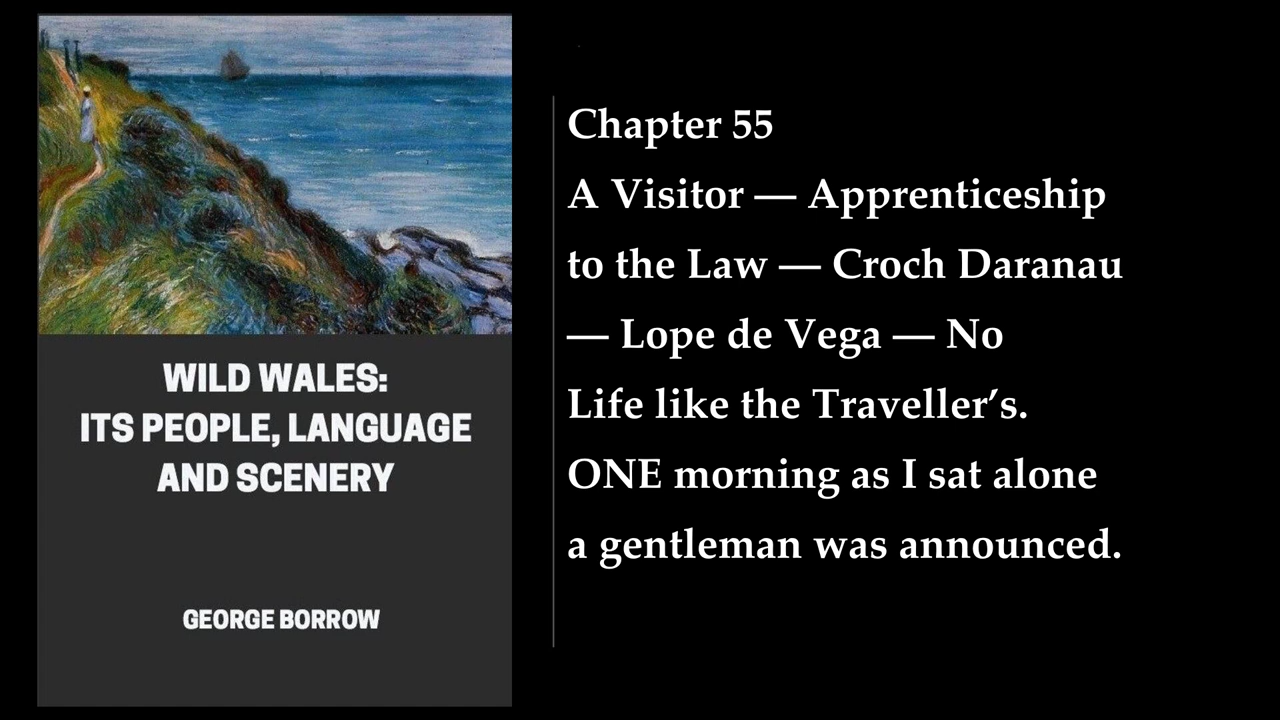 WILD WALES:
ITS PEOPLE, LANGUAGE
AND SCENERY
GEORGE BORROW
Chapter 55
A Visitor — Apprenticeship
to the Law — Croch Daranau
— Lope de Vega — No
Life like the Traveller’s.
ONE morning as I sat alone
a gentleman was announced.